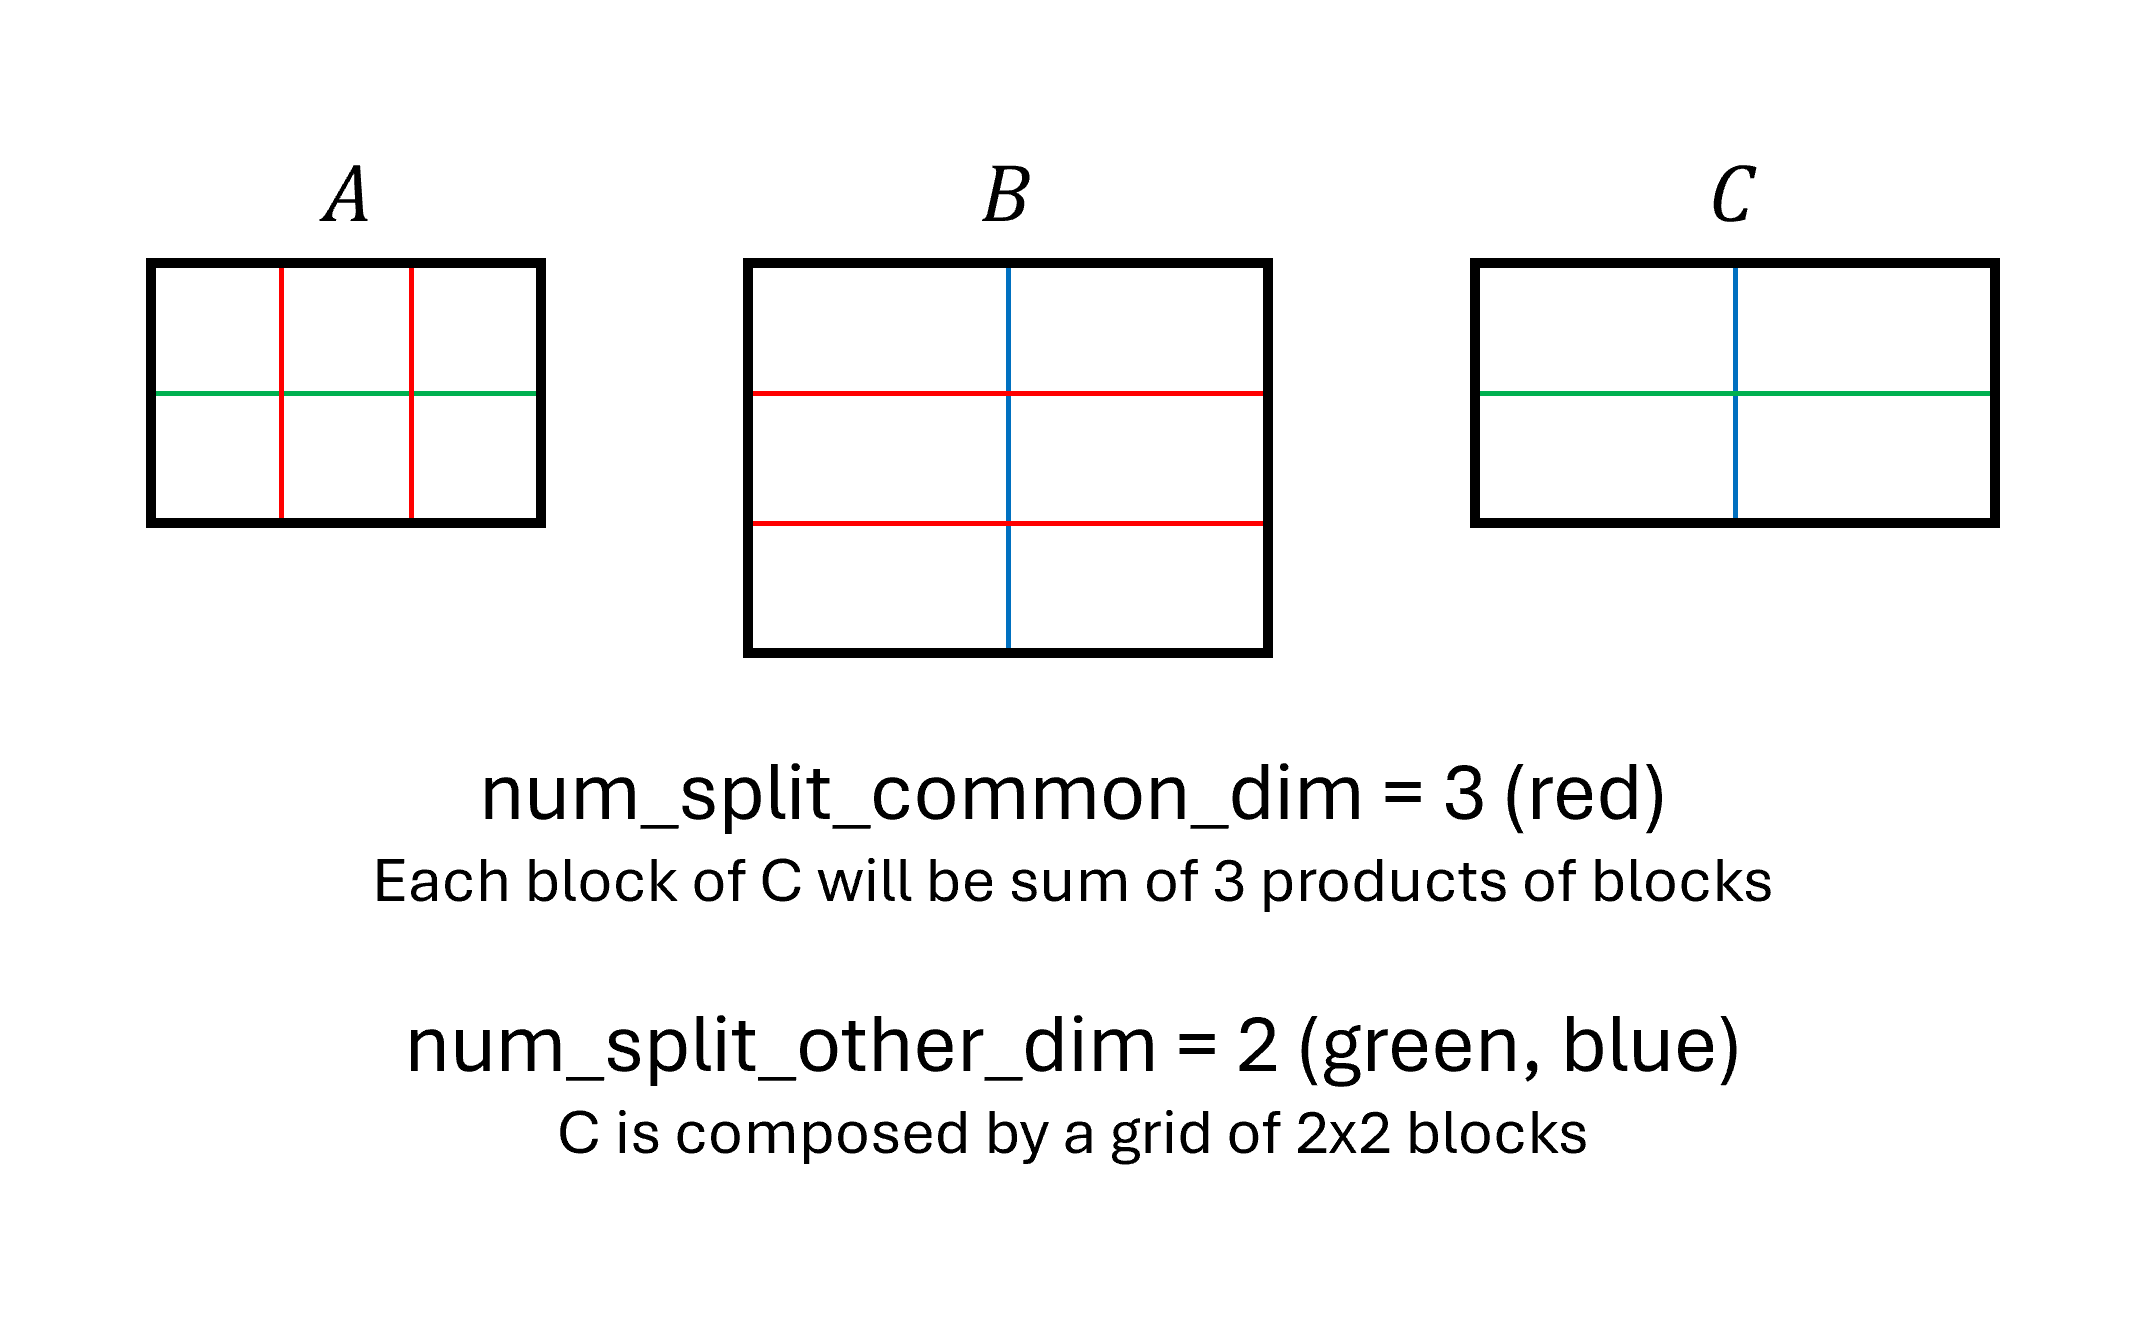 A
B
C
num_split_common_dim = 3 (red)
Each block of C will be sum of 3 products of blocks
num_split_other_dim = 2 (green, blue)
C is composed by a grid of 2x2 blocks